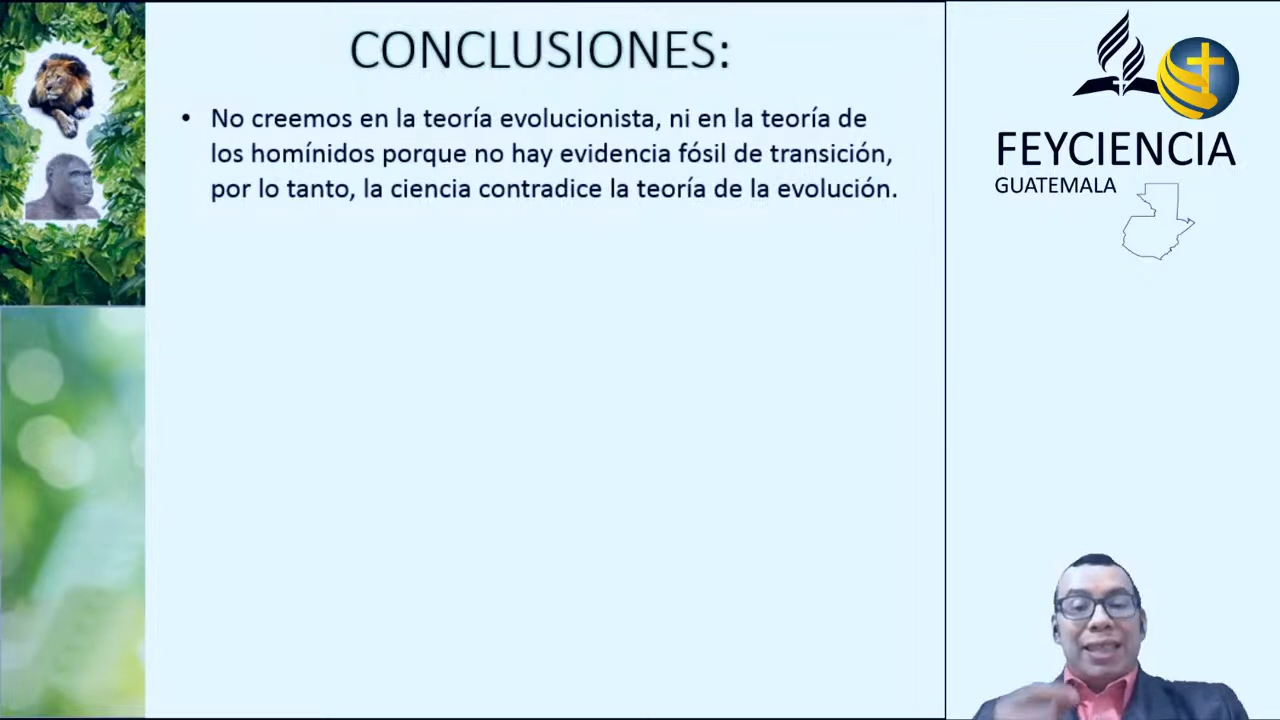 CONCLUSIONES:
• No creemos en la teoría evolucionista, ni en la teoría de
los homínidos porque no hay evidencia fósil de transición,
por lo tanto, la ciencia contradice la teoría de la evolución.
FEYCIENCIA
GUATEMALA